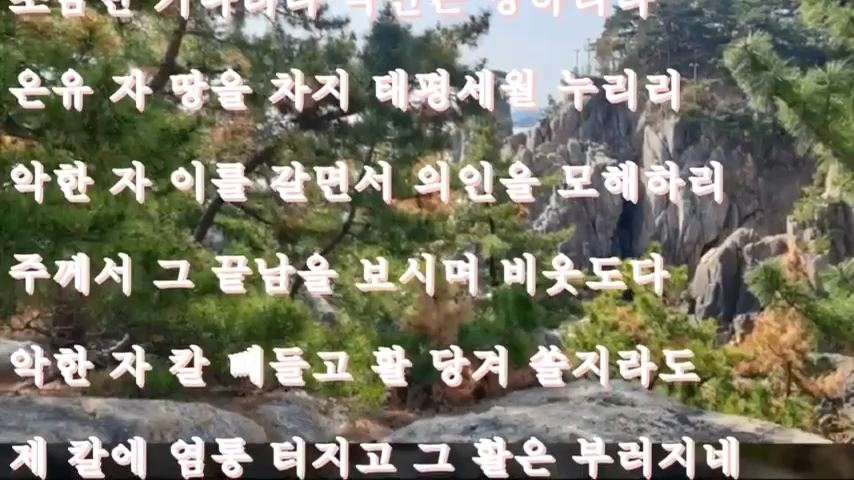 온유 자 땅을 차지 태평세월 누리리
악한 자 이를 갈면서 의인을 모헤하리
주께서 그 끝남을 보시며 비웃도다
악한 자 칼 빼들고 활 당겨 쏠지라도
제 칼에 염통 터지고 그 활은 부러지네